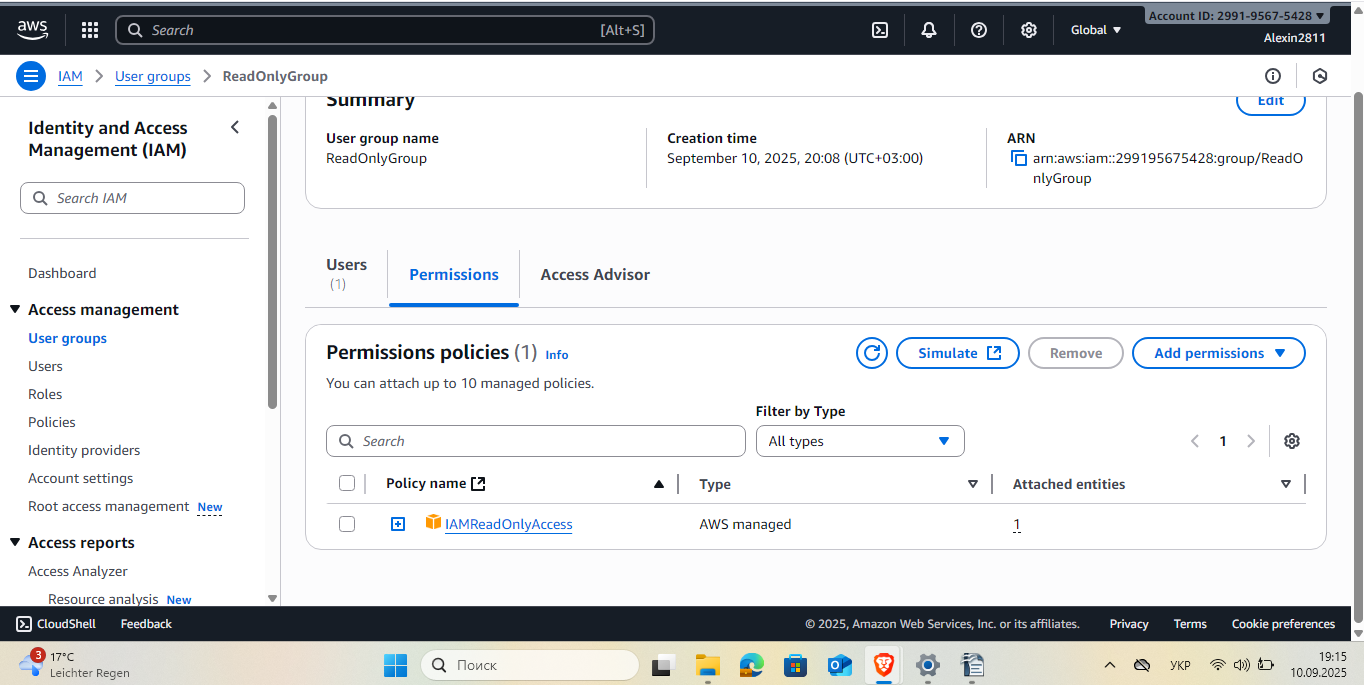 aws
Search [Alt+S]
Global
Account ID: 2991-9567-5428
Alexin2811
IAM
User groups
ReadOnlyGroup
Identity and Access
Management (IAM)
Search IAM
Dashboard
Access management
User groups
Users
Roles
Policies
Identity providers
Account settings
Root access management New
Access reports
Access Analyzer
Resource analysis New
Summary
Edit
User group name
ReadOnlyGroup
Creation time
September 10, 2025, 20:08 (UTC+03:00)
ARN
arn:aws:iam::299195675428:group/ReadO
nlyGroup
Users
(1)
Permissions
Access Advisor
Permissions policies (1) Info
Simulate
Remove
Add permissions
You can attach up to 10 managed policies.
Filter by Type
Search
All types
1
Policy name
Type
Attached entities
IAMReadOnlyAccess
AWS managed
1
CloudShell
Feedback
© 2025, Amazon Web Services, Inc. or its affiliates.
Privacy
Terms
Cookie preferences
3
17°C
Leichter Regen
Поиск
УКР
19:15
10.09.2025